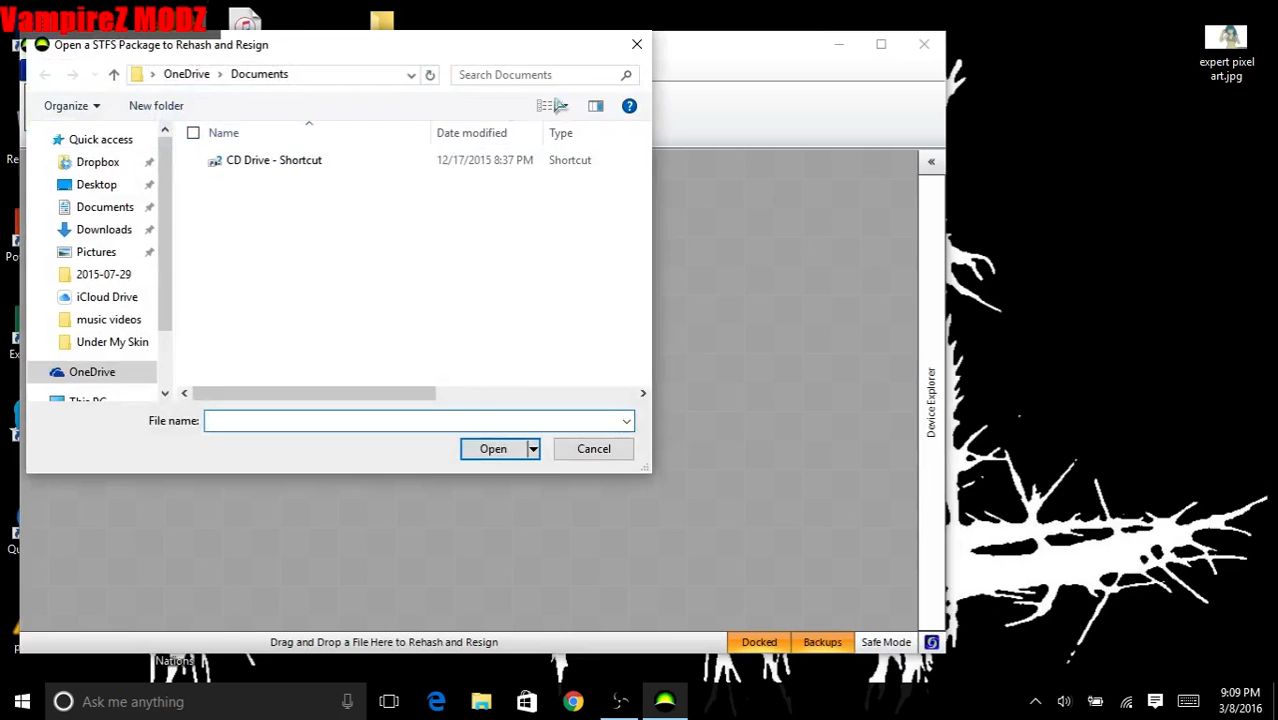 VampireZ MODZ
Open a STFS Package to Rehash and Resign
OneDrive > Documents
Search Documents
Organize
New folder
Name
Date modified
Type
CD Drive - Shortcut
12/17/2015 8:37 PM
Shortcut
Quick access
Dropbox
Desktop
Documents
Downloads
Pictures
2015-07-29
iCloud Drive
music videos
Under My Skin
OneDrive
This PC
File name:
Open
Cancel
expert pixel
art.jpg
Device Explorer
Drag and Drop a File Here to Rehash and Resign
Docked
Backups
Safe Mode
Nations
Ask me anything
9:09 PM
3/8/2016